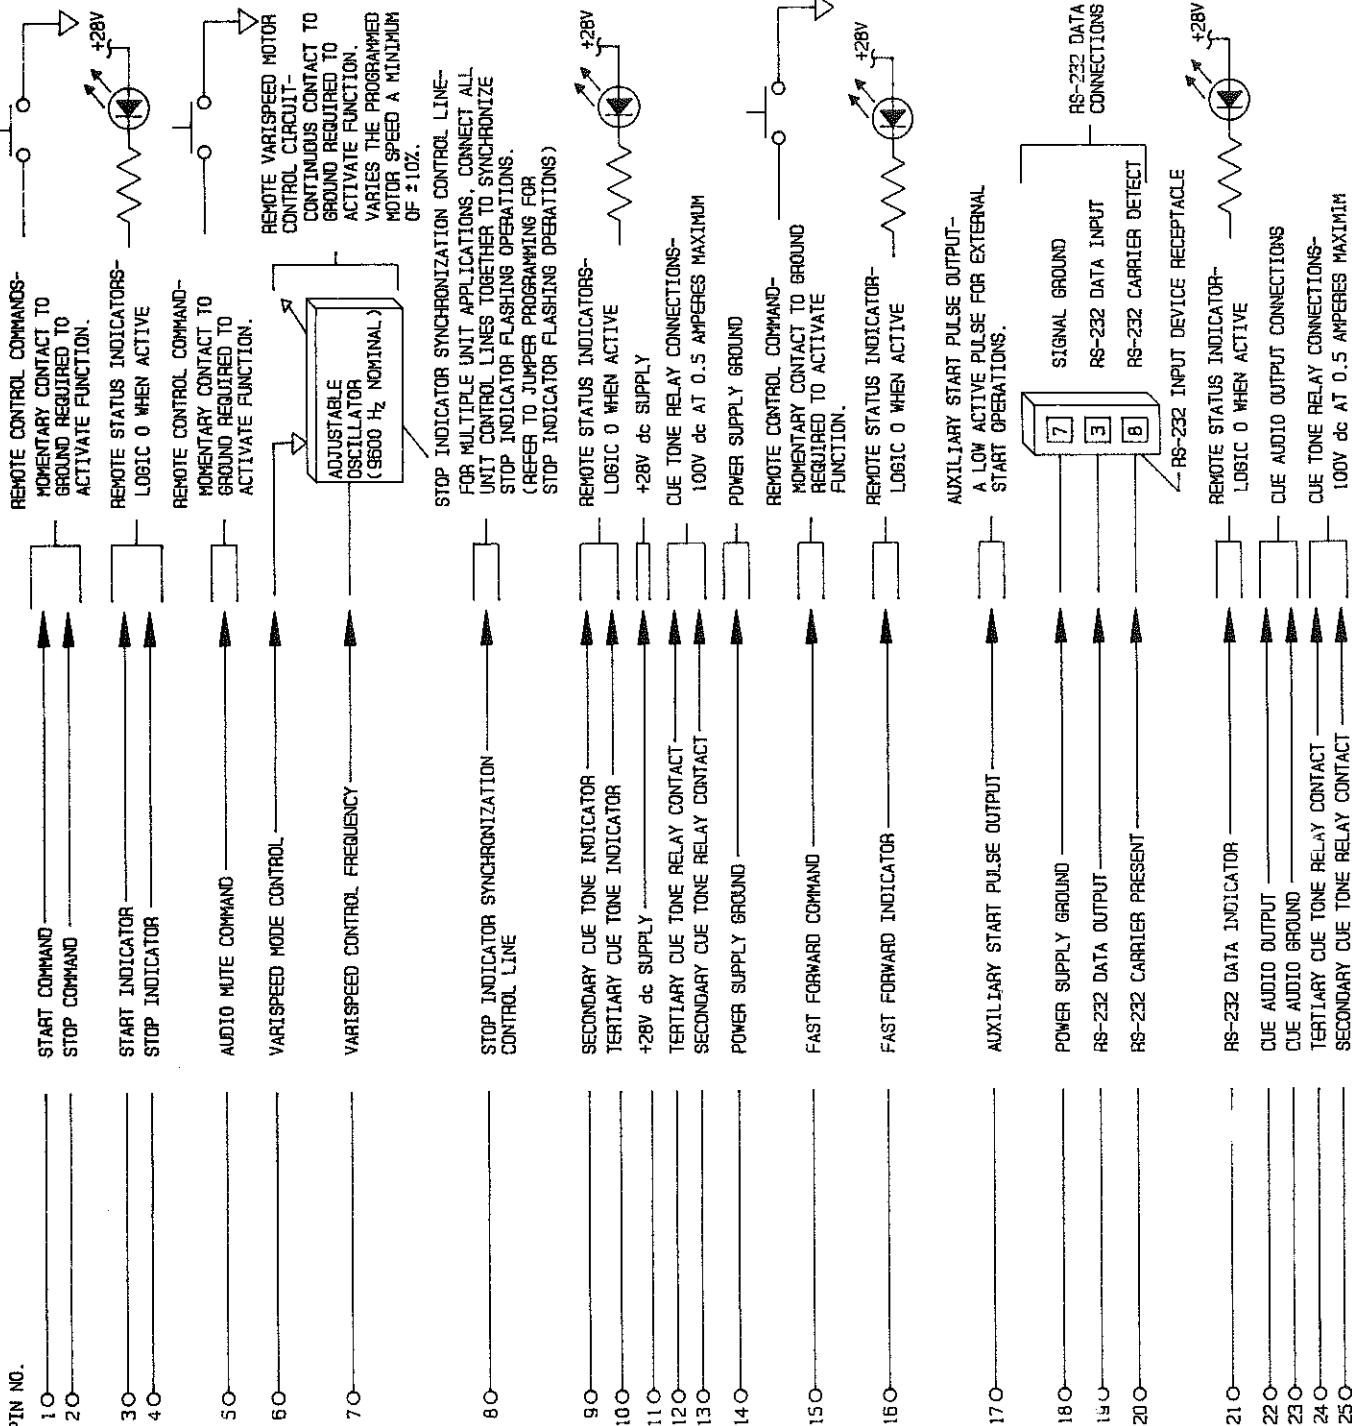 PIN NO.
1 START COMMAND
2 STOP COMMAND
REMOTE CONTROL COMMANDS-
MOMENTARY CONTACT TO
GROUND REQUIRED TO
ACTIVATE FUNCTION.
3 START INDICATOR
4 STOP INDICATOR
REMOTE STATUS INDICATORS-
LOGIC 0 WHEN ACTIVE
+28V
5 AUDIO MUTE COMMAND
REMOTE CONTROL COMMAND-
MOMENTARY CONTACT TO
GROUND REQUIRED TO
ACTIVATE FUNCTION.
6 VARISPEED MODE CONTROL
7 VARISPEED CONTROL FREQUENCY
ADJUSTABLE
OSCILLATOR
(9600 Hz NOMINAL)
REMOTE VARISPEED MOTOR
CONTROL CIRCUIT-
CONTINUOUS CONTACT TO
GROUND REQUIRED TO
ACTIVATE FUNCTION.
VARIES THE PROGRAMMED
MOTOR SPEED A MINIMUM
OF ±10%.
8 STOP INDICATOR SYNCHRONIZATION
CONTROL LINE
STOP INDICATOR SYNCHRONIZATION CONTROL LINE-
FOR MULTIPLE UNIT APPLICATIONS, CONNECT ALL
UNIT CONTROL LINES TOGETHER TO SYNCHRONIZE
STOP INDICATOR FLASHING OPERATIONS.
(REFER TO JUMPER PROGRAMMING FOR
STOP INDICATOR FLASHING OPERATIONS)
9 SECONDARY CUE TONE INDICATOR
10 TERTIARY CUE TONE INDICATOR
REMOTE STATUS INDICATORS-
LOGIC 0 WHEN ACTIVE
+28V
11 +28V dc SUPPLY
+28V dc SUPPLY
12 TERTIARY CUE TONE RELAY CONTACT
13 SECONDARY CUE TONE RELAY CONTACT
CUE TONE RELAY CONNECTIONS-
100V dc AT 0.5 AMPERES MAXIMUM
14 POWER SUPPLY GROUND
POWER SUPPLY GROUND
15 FAST FORWARD COMMAND
REMOTE CONTROL COMMAND-
MOMENTARY CONTACT TO GROUND
REQUIRED TO ACTIVATE
FUNCTION.
16 FAST FORWARD INDICATOR
REMOTE STATUS INDICATOR-
LOGIC 0 WHEN ACTIVE
+28V
17 AUXILIARY START PULSE OUTPUT
AUXILIARY START PULSE OUTPUT-
A LOW ACTIVE PULSE FOR EXTERNAL
START OPERATIONS.
18 POWER SUPPLY GROUND
7 SIGNAL GROUND
19 RS-232 DATA OUTPUT
3 RS-232 DATA INPUT
20 RS-232 CARRIER PRESENT
8 RS-232 CARRIER DETECT
RS-232 DATA
CONNECTIONS
RS-232 INPUT DEVICE RECEPTACLE
21 RS-232 DATA INDICATOR
REMOTE STATUS INDICATOR-
LOGIC 0 WHEN ACTIVE
+28V
22 CUE AUDIO OUTPUT
23 CUE AUDIO GROUND
CUE AUDIO OUTPUT CONNECTIONS
24 TERTIARY CUE TONE RELAY CONTACT
25 SECONDARY CUE TONE RELAY CONTACT
CUE TONE RELAY CONNECTIONS-
100V dc AT 0.5 AMPERES MAXIMIM